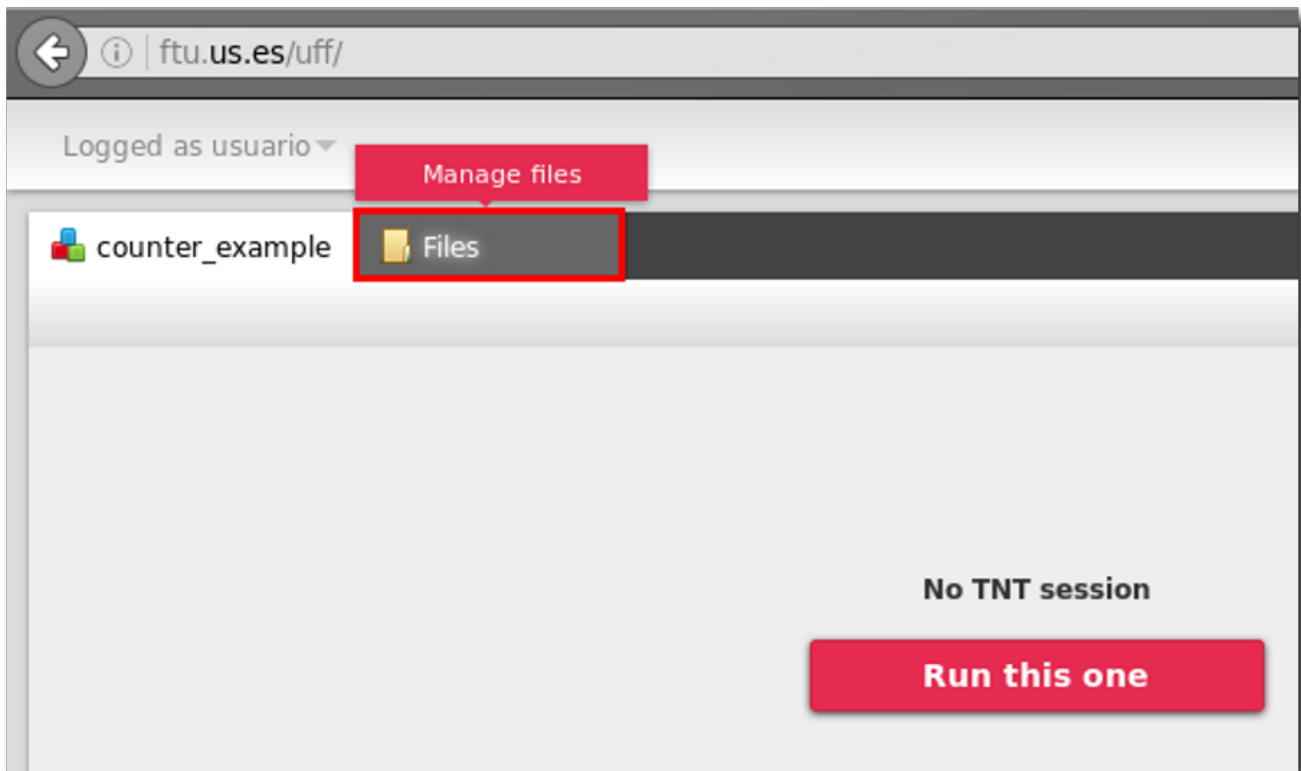 ftu.us.es/uff/
Logged as usuario
Manage files
counter_example
Files
No TNT session
Run this one